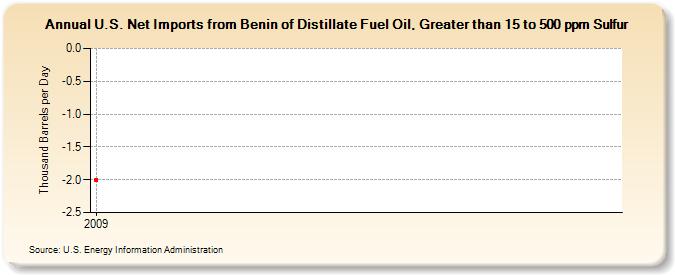 Annual U.S. Net Imports from Benin of Distillate Fuel Oil, Greater than 15 to 500 ppm Sulfur
Thousand Barrels per Day
0.0
-0.5
-1.0
-1.5
-2.0
-2.5
2009
Source: U.S. Energy Information Administration